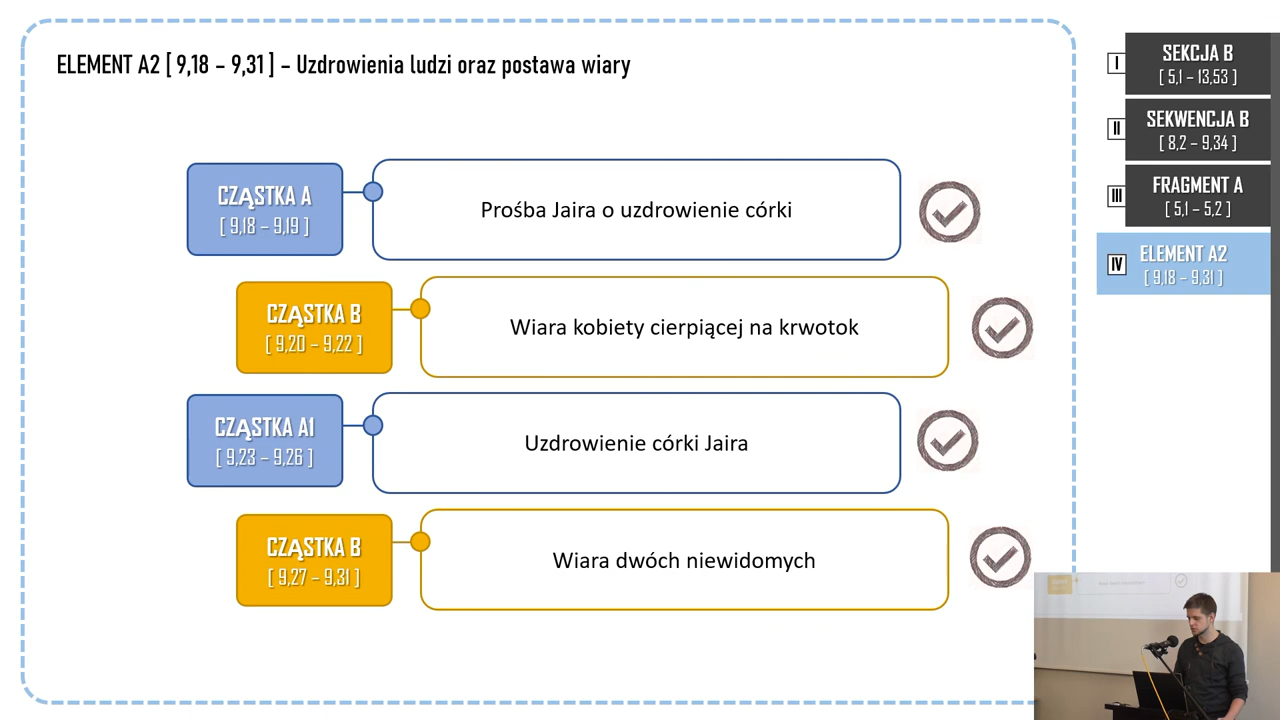 ELEMENT A2 [ 9,18 – 9,31 ] – Uzdrowienia ludzi oraz postawa wiary
CZĄSTKA A
[ 9,18 – 9,19 ]
Prośba Jaira o uzdrowienie córki
CZĄSTKA B
[ 9,20 – 9,22 ]
Wiara kobiety cierpiącej na krwotok
CZĄSTKA A1
[ 9,23 – 9,26 ]
Uzdrowienie córki Jaira
CZĄSTKA B
[ 9,27 – 9,31 ]
Wiara dwóch niewidomych
I
SEKCJA B
[ 5,1 – 13,53 ]
II
SEKWENCJA B
[ 8,2 – 9,34 ]
III
FRAGMENT A
[ 5,1 – 5,2 ]
IV
ELEMENT A2
[ 9,18 – 9,31 ]